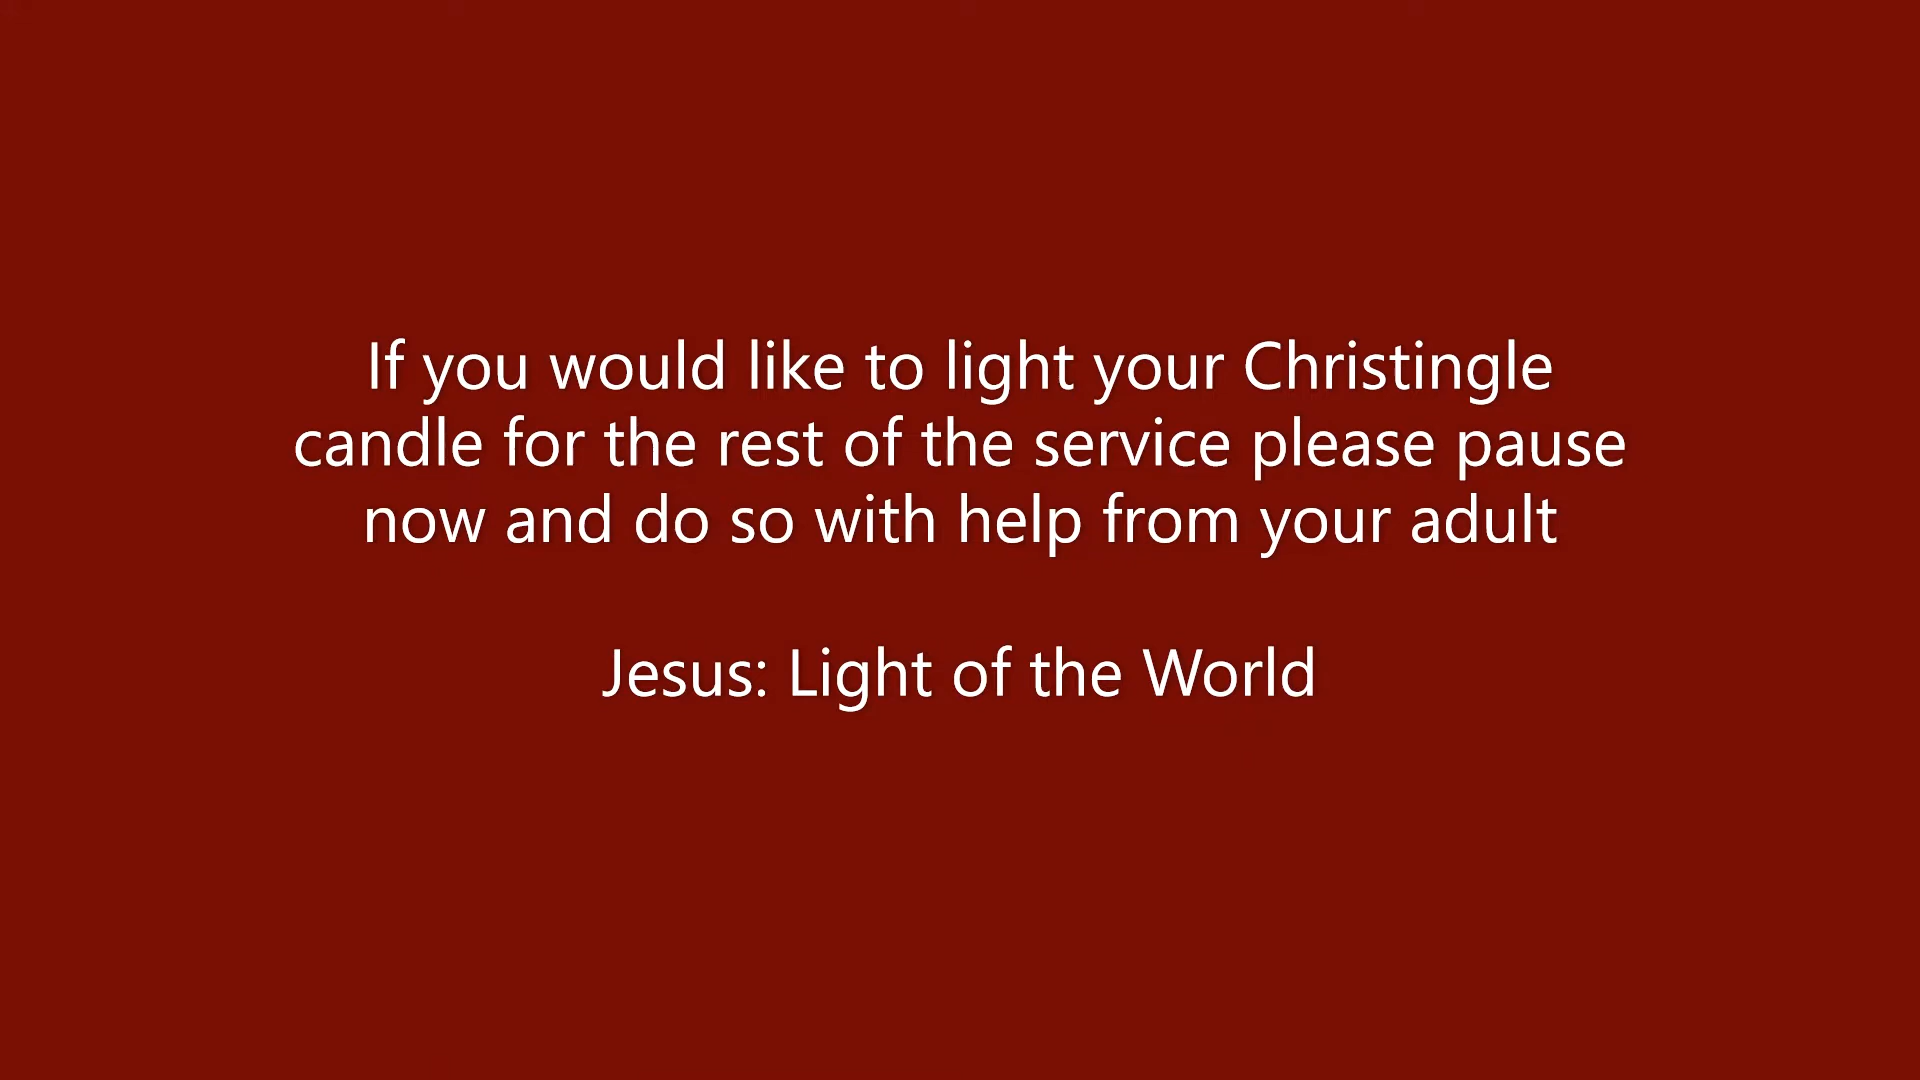 If you would like to light your Christingle
candle for the rest of the service please pause
now and do so with help from your adult
Jesus: Light of the World